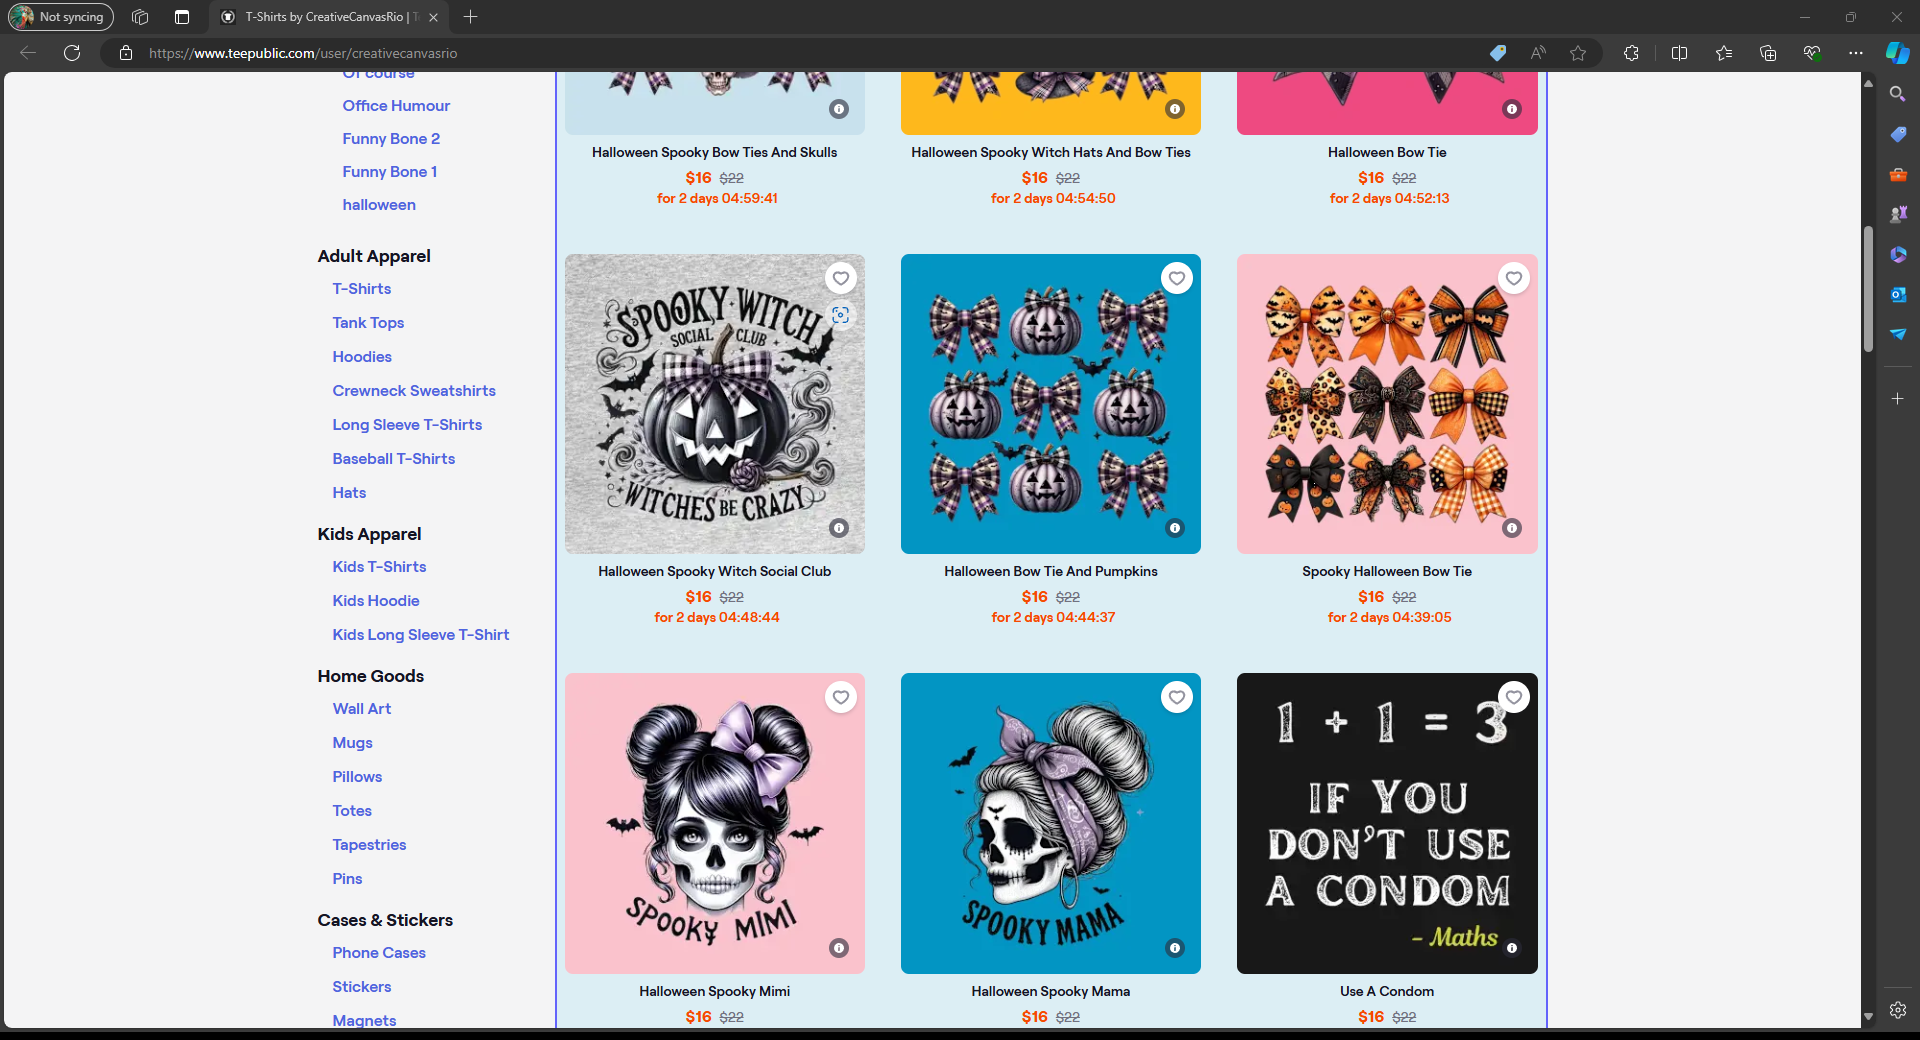 Not syncing
T-Shirts by CreativeCanvasRio |
https://www.teepublic.com/user/creativecanvasrio
Of course
Office Humour
Funny Bone 2
Funny Bone 1
halloween
Adult Apparel
T-Shirts
Tank Tops
Hoodies
Crewneck Sweatshirts
Long Sleeve T-Shirts
Baseball T-Shirts
Hats
Kids Apparel
Kids T-Shirts
Kids Hoodie
Kids Long Sleeve T-Shirt
Home Goods
Wall Art
Mugs
Pillows
Totes
Tapestries
Pins
Cases & Stickers
Phone Cases
Stickers
Magnets
Halloween Spooky Bow Ties And Skulls
$16 $22
for 2 days 04:59:41
Halloween Spooky Witch Hats And Bow Ties
$16 $22
for 2 days 04:54:50
Halloween Bow Tie
$16 $22
for 2 days 04:52:13
SPOOKY WITCH
SOCIAL CLUB
WITCHES BE CRAZY
Halloween Spooky Witch Social Club
$16 $22
for 2 days 04:48:44
Halloween Bow Tie And Pumpkins
$16 $22
for 2 days 04:44:37
Spooky Halloween Bow Tie
$16 $22
for 2 days 04:39:05
SPOOKY MIMI
Halloween Spooky Mimi
$16 $22
SPOOKY MAMA
Halloween Spooky Mama
$16 $22
1 + 1 = 3
IF YOU
DON'T USE
A CONDOM
- Maths
Use A Condom
$16 $22